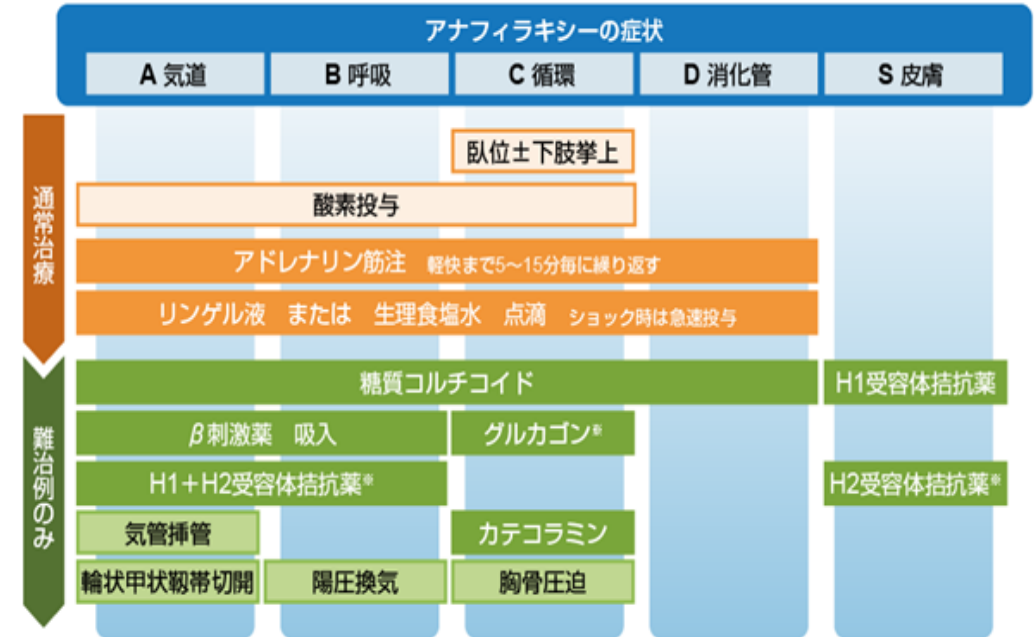 アナフィラキシーの症状
A 気道 B 呼吸 C 循環 D 消化管 S 皮膚
通常治療
臥位±下肢挙上
酸素投与
アドレナリン筋注 軽快まで5〜15分毎に繰り返す
リンゲル液 または 生理食塩水 点滴 ショック時は急速投与
難治例のみ
糖質コルチコイド H1受容体拮抗薬
β刺激薬 吸入 グルカゴン※
H1+H2受容体拮抗薬※ H2受容体拮抗薬※
気管挿管 カテコラミン
輪状甲状靱帯切開 陽圧換気 胸骨圧迫